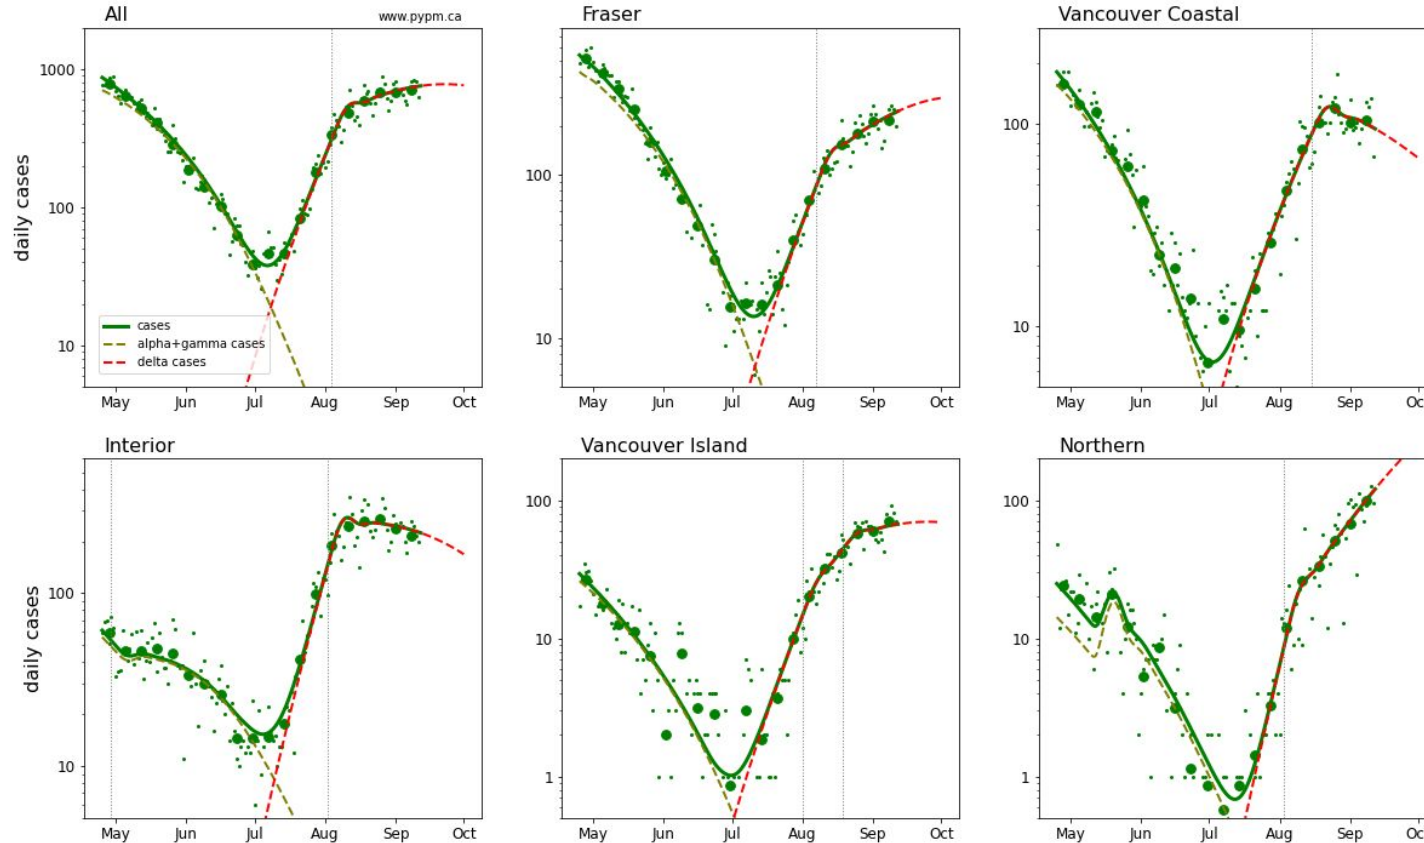 All
www.pypm.ca
Fraser
Vancouver Coastal
daily cases
1000
100
10
cases
alpha+gamma cases
delta cases
May Jun Jul Aug Sep Oct
100
10
May Jun Jul Aug Sep Oct
100
10
May Jun Jul Aug Sep Oct
Interior
Vancouver Island
Northern
daily cases
100
10
May Jun Jul Aug Sep Oct
100
10
1
May Jun Jul Aug Sep Oct
100
10
1
May Jun Jul Aug Sep Oct